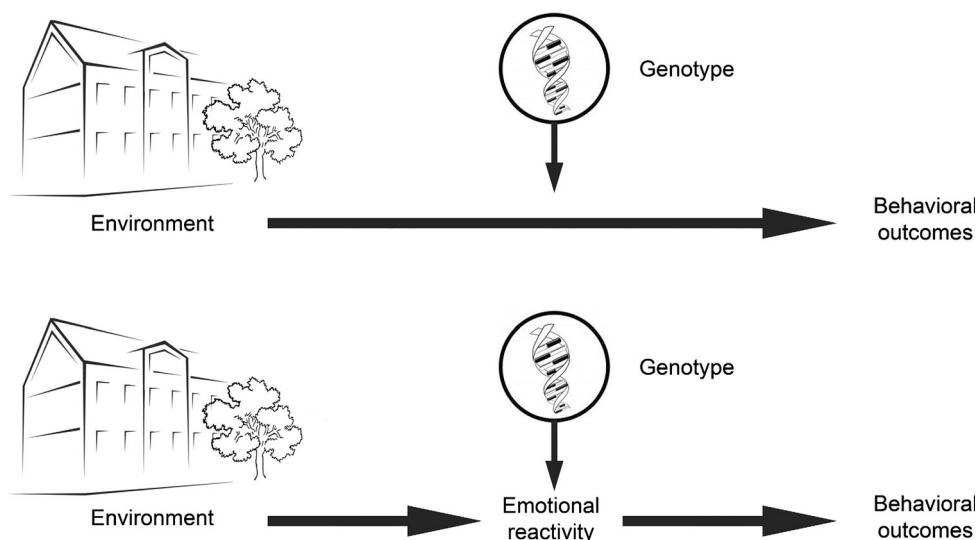 Genotype
Environment
Behavioral
outcomes
Genotype
Environment
Emotional
reactivity
Behavioral
outcomes